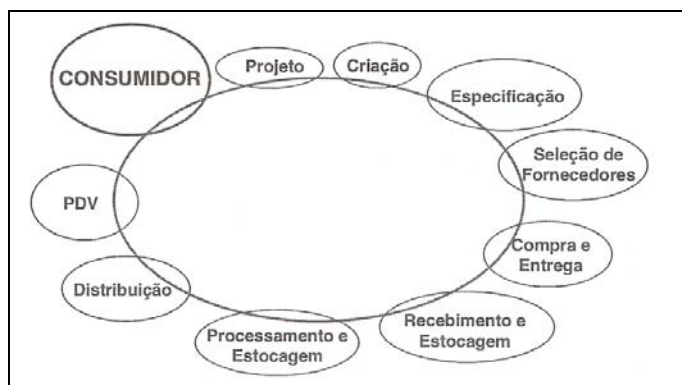 CONSUMIDOR
Projeto
Criação
Especificação
Seleção de
Fornecedores
Compra e
Entrega
Recebimento e
Estocagem
Processamento e
Estocagem
Distribuição
PDV